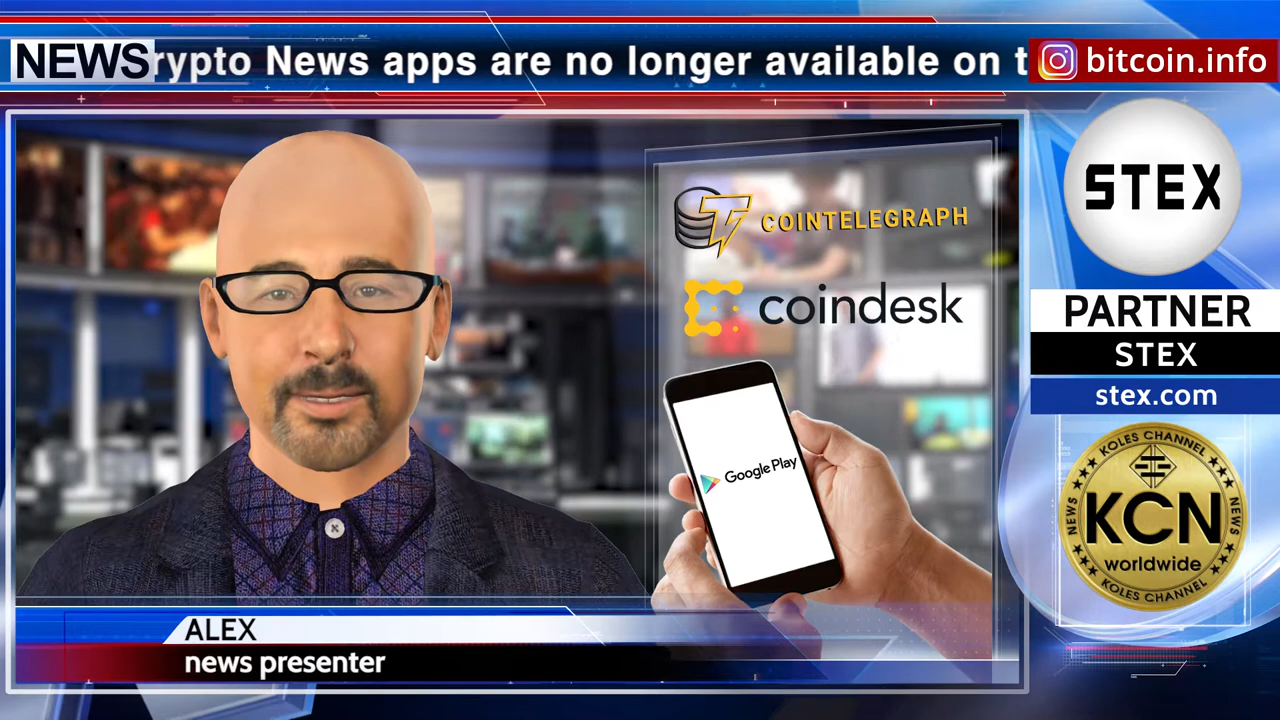 NEWS
rypto News apps are no longer available on t
bitcoin.info
STEX
COINTELEGRAPH
coindesk
PARTNER
STEX
stex.com
Google Play
KOLES CHANNEL
NEWS
KCN
NEWS
worldwide
KOLES CHANNEL
ALEX
news presenter